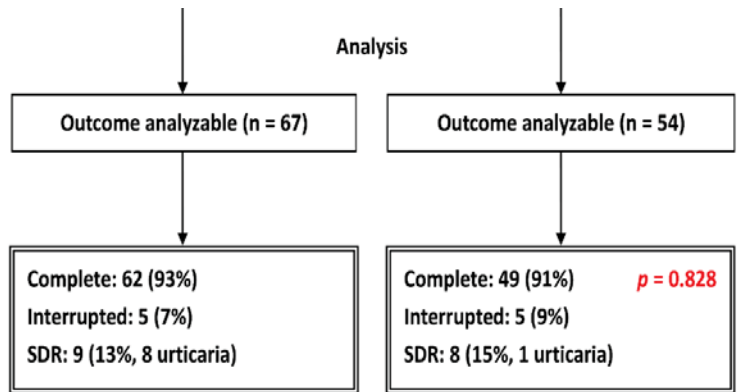 Analysis
Outcome analyzable (n = 67)
Outcome analyzable (n = 54)
Complete: 62 (93%)
Interrupted: 5 (7%)
SDR: 9 (13%, 8 urticaria)
Complete: 49 (91%) p = 0.828
Interrupted: 5 (9%)
SDR: 8 (15%, 1 urticaria)